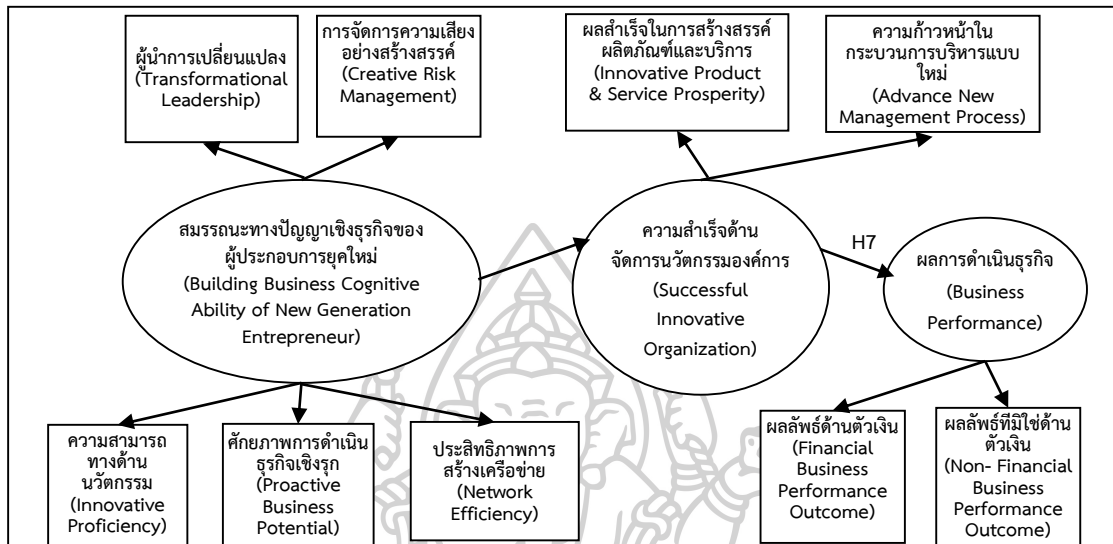 ผู้นำการเปลี่ยนแปลง
(Transformational
Leadership)
การจัดการความเสี่ยง
อย่างสร้างสรรค์
(Creative Risk
Management)
ผลสำเร็จในการสร้างสรรค์
ผลิตภัณฑ์และบริการ
(Innovative Product
& Service Prosperity)
ความก้าวหน้าใน
กระบวนการบริหารแบบ
ใหม่
(Advance New
Management Process)
สมรรถนะทางปัญญาเชิงธุรกิจของ
ผู้ประกอบการยุคใหม่
(Building Business Cognitive
Ability of New Generation
Entrepreneur)
ความสำเร็จด้าน
จัดการนวัตกรรมองค์การ
(Successful
Innovative
Organization)
H7
ผลการดำเนินธุรกิจ
(Business
Performance)
ความสามารถ
ทางด้าน
นวัตกรรม
(Innovative
Proficiency)
ศักยภาพการดำเนิน
ธุรกิจเชิงรุก
(Proactive
Business
Potential)
ประสิทธิภาพการ
สร้างเครือข่าย
(Network
Efficiency)
ผลลัพธ์ด้านตัวเงิน
(Financial
Business
Performance
Outcome)
ผลลัพธ์ที่มิใช่ด้าน
ตัวเงิน
(Non- Financial
Business
Performance
Outcome)